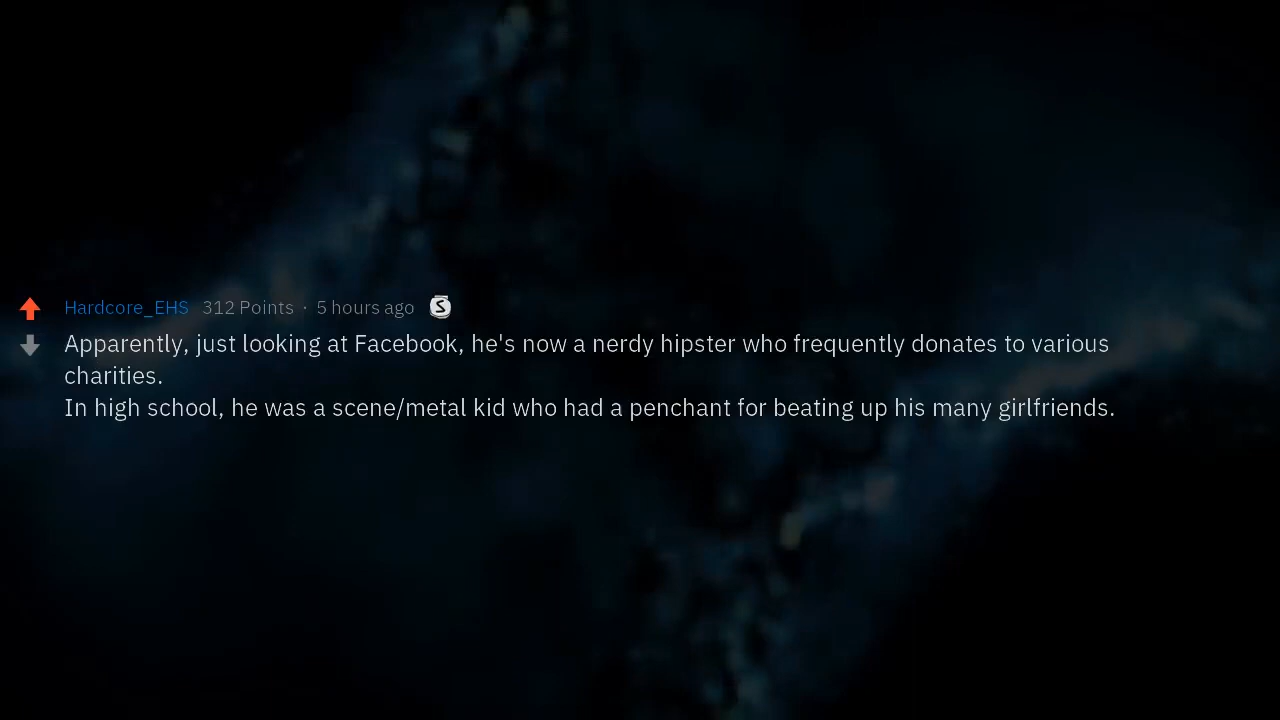 Hardcore_EHS 312 Points · 5 hours ago S
Apparently, just looking at Facebook, he's now a nerdy hipster who frequently donates to various
charities.
In high school, he was a scene/metal kid who had a penchant for beating up his many girlfriends.